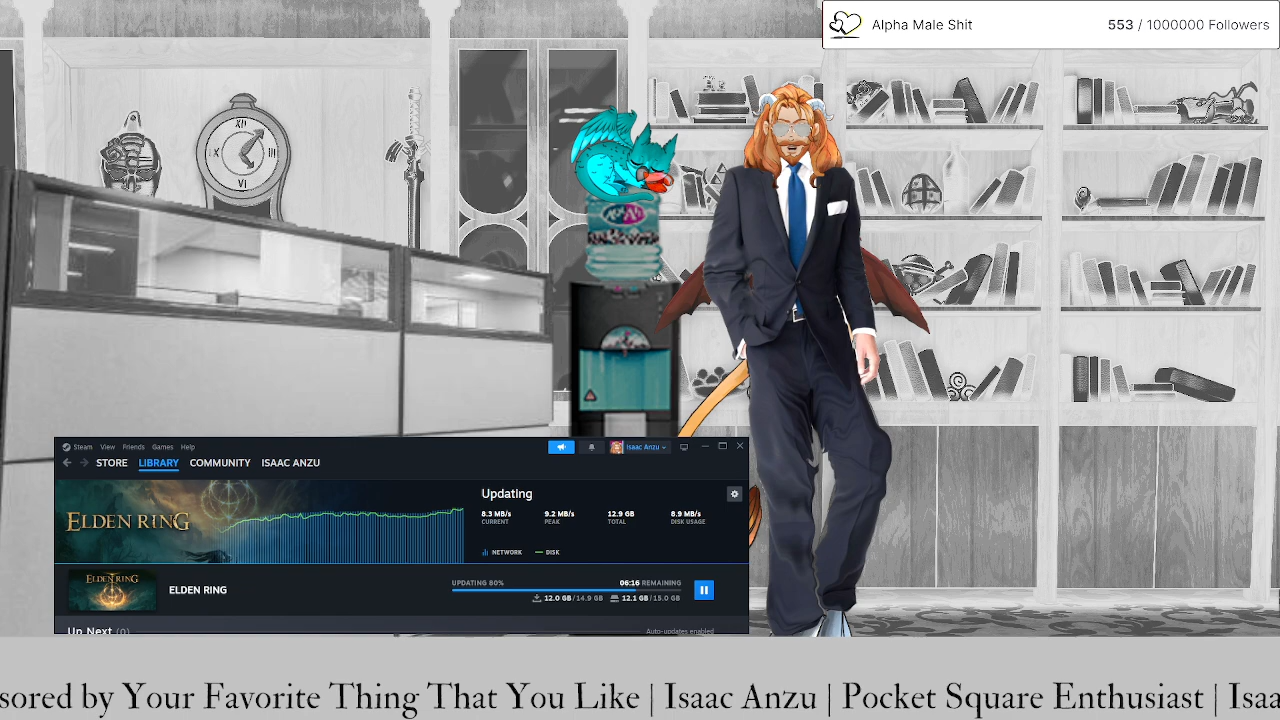 Alpha Male Shit
553 / 1000000 Followers
XII
III
VI
IX
Steam View Friends Games Help
Isaac Anzu
STORE LIBRARY COMMUNITY ISAAC ANZU
ELDEN RING
Updating
8.3 MB/s 9.2 MB/s 12.9 GB 8.9 MB/s
CURRENT PEAK TOTAL DISK USAGE
NETWORK DISK
ELDEN RING
ELDEN RING
UPDATING 80% 06:16 REMAINING
12.0 GB / 14.9 GB 12.1 GB / 15.0 GB
Up Next (0) Auto-updates enabled
sored by Your Favorite Thing That You Like | Isaac Anzu | Pocket Square Enthusiast | Isaa